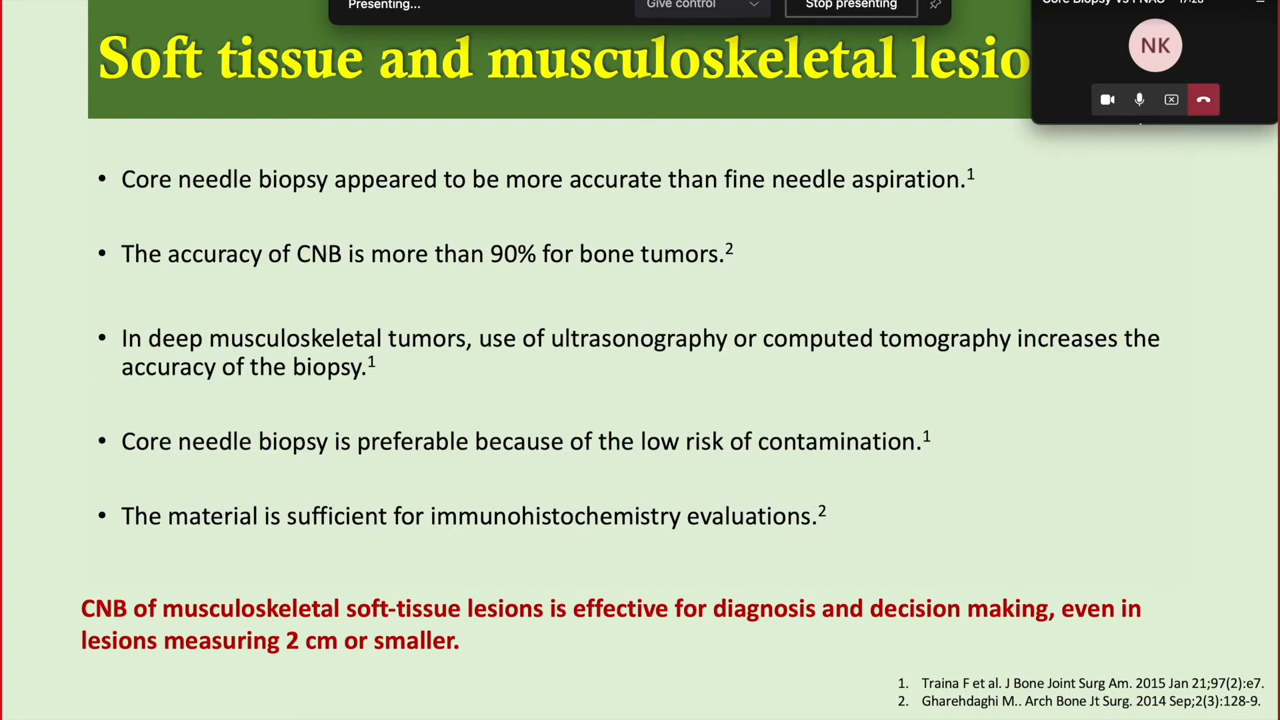 Presenting...
Give control
Stop presenting
Soft tissue and musculoskeletal lesio
NK
• Core needle biopsy appeared to be more accurate than fine needle aspiration.1
• The accuracy of CNB is more than 90% for bone tumors.2
• In deep musculoskeletal tumors, use of ultrasonography or computed tomography increases the
accuracy of the biopsy.1
• Core needle biopsy is preferable because of the low risk of contamination.1
• The material is sufficient for immunohistochemistry evaluations.2
CNB of musculoskeletal soft-tissue lesions is effective for diagnosis and decision making, even in
lesions measuring 2 cm or smaller.
1. Traina F et al. J Bone Joint Surg Am. 2015 Jan 21;97(2):e7.
2. Gharehdaghi M.. Arch Bone Jt Surg. 2014 Sep;2(3):128-9.